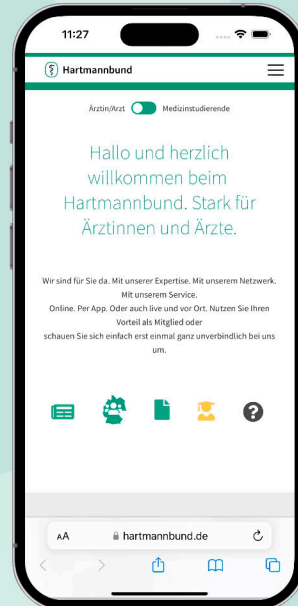 11:27
Hartmannbund
Ärztin/Arzt Medizinstudierende
Hallo und herzlich
willkommen beim
Hartmannbund. Stark für
Ärztinnen und Ärzte.
Wir sind für Sie da. Mit unserer Expertise. Mit unserem Netzwerk.
Mit unserem Service.
Online. Per App. Oder auch live und vor Ort. Nutzen Sie Ihren
Vorteil als Mitglied oder
schauen Sie sich einfach erst einmal ganz unverbindlich bei uns
um.
?
AA hartmannbund.de